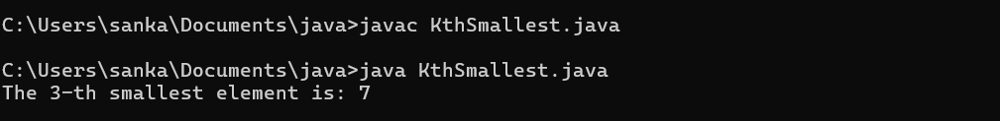 C:\Users\sanka\Documents\java>javac KthSmallest.java
C:\Users\sanka\Documents\java>java KthSmallest.java
The 3-th smallest element is: 7